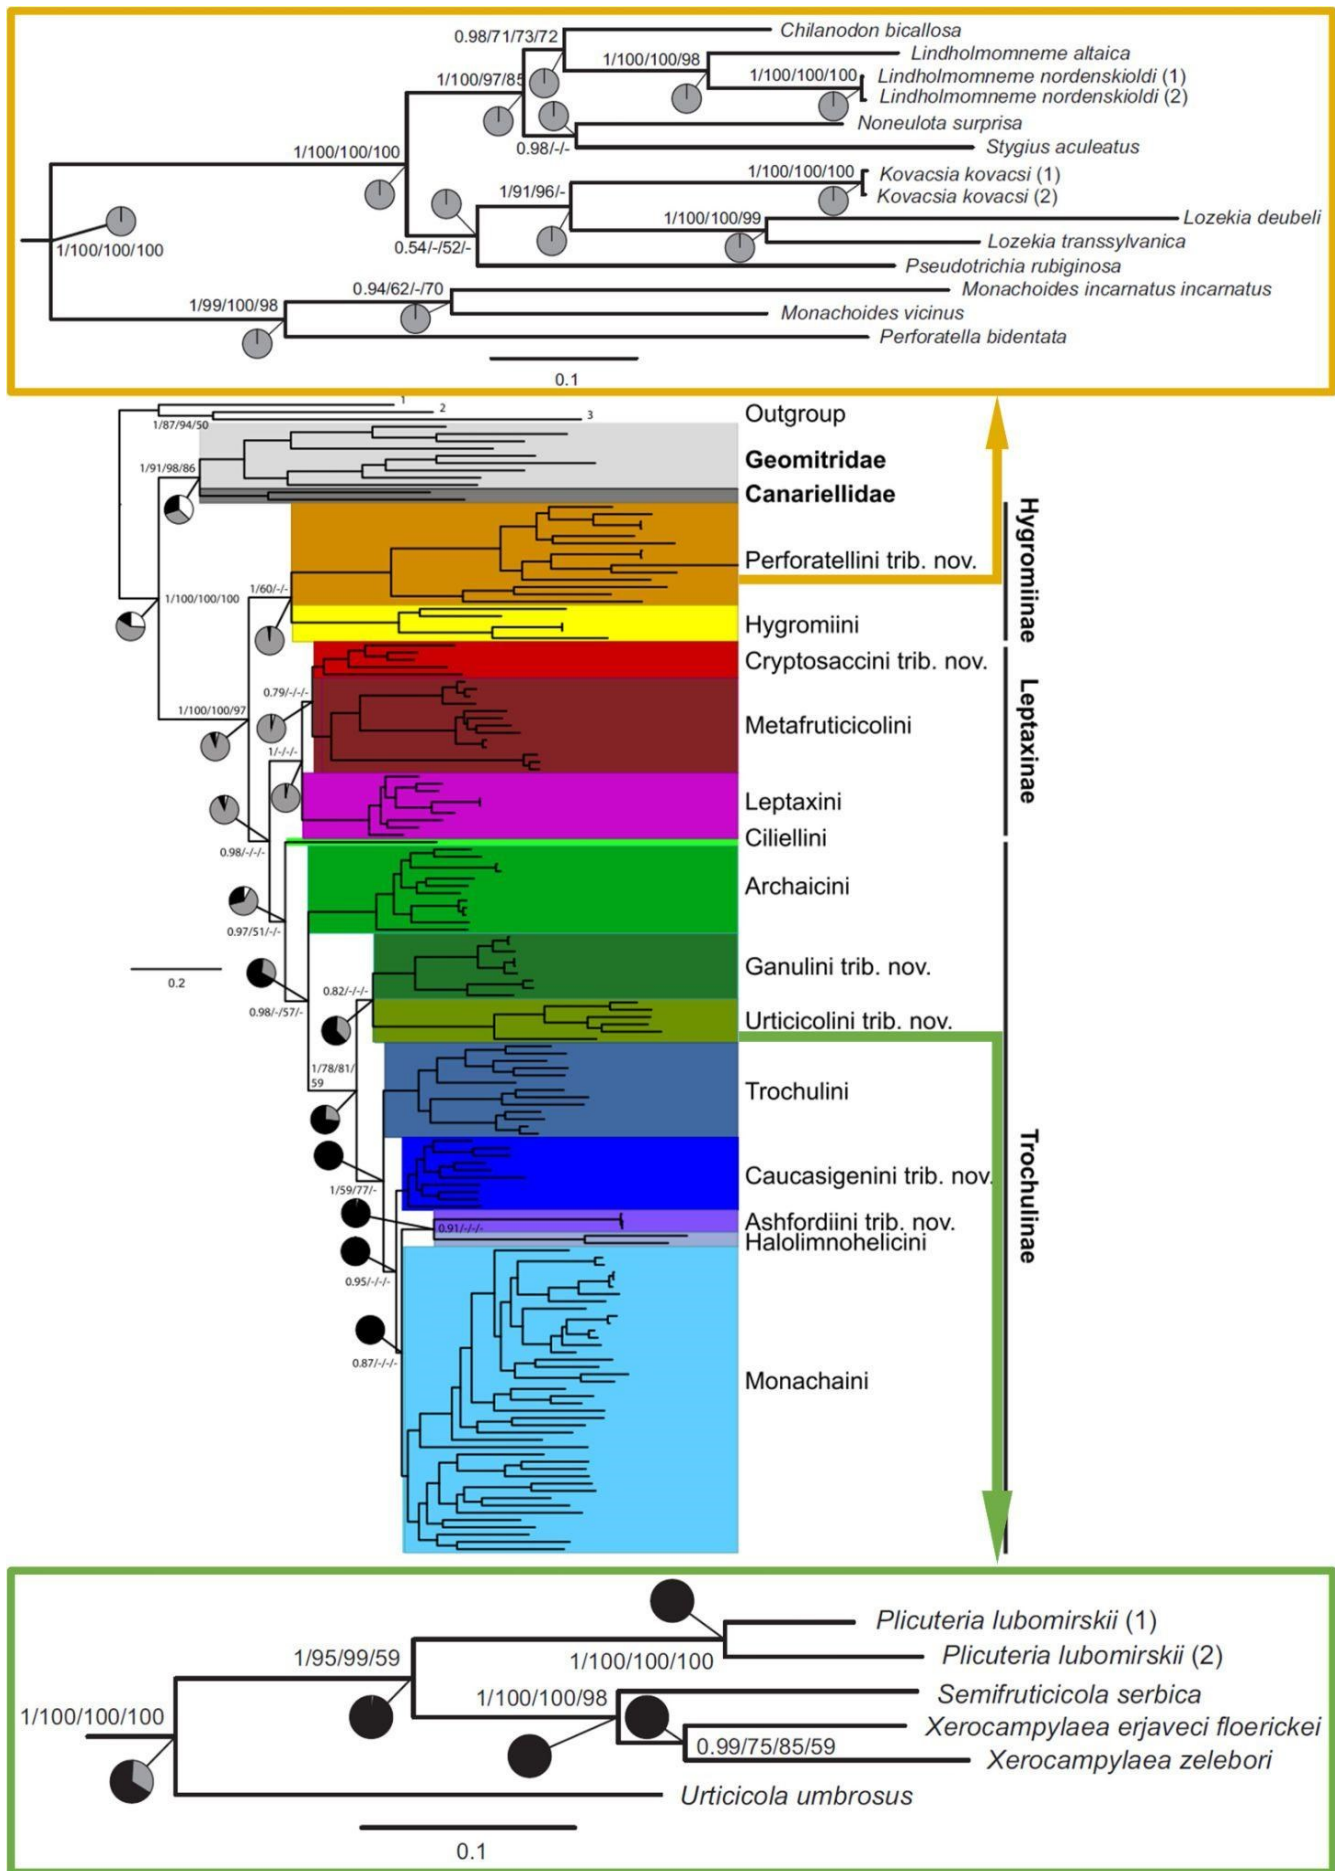 Chilanodon bicallosa
0.98/71/73/72
Lindholmomneme altaica
1/100/100/98
1/100/97/85
1/100/100/100
Lindholmomneme nordenskioldi (1)
Lindholmomneme nordenskioldi (2)
Noneulota surprisa
0.98/-/-
Stygius aculeatus
1/100/100/100
1/100/100/100
Kovacsia kovacsi (1)
Kovacsia kovacsi (2)
1/91/96/-
1/100/100/99
Lozekia deubeli
0.54/-/52/-
Lozekia transsylvanica
1/100/100/100
Pseudotrichia rubiginosa
0.94/62/-/70
Monachoides incarnatus incarnatus
1/99/100/98
Monachoides vicinus
Perforatella bidentata
0.1
1
2
3
Outgroup
1/87/94/50
Geomitridae
1/91/98/86
Canariellidae
Hygromiinae
Perforatellini trib. nov.
1/60/-/-
1/100/100/100
Hygromiini
Cryptosaccini trib. nov.
Leptaxinae
0.79/-/-/-
1/100/100/97
Metafruticicolini
1/-/-/-
Leptaxini
Ciliellini
0.98/-/-/-
Archaicini
0.97/51/-/-
Ganulini trib. nov.
0.2
0.82/-/-/-
0.98/-/57/-
Urticicolini trib. nov.
1/78/81/
59
Trochulini
Trochulinae
Caucasigenini trib. nov.
1/59/77/-
Ashfordiini trib. nov.
0.91/-/-/-
Halolimnohelicini
0.95/-/-/-
0.87/-/-/-
Monachaini
Plicuteria lubomirskii (1)
1/95/99/59
1/100/100/100
Plicuteria lubomirskii (2)
1/100/100/98
Semifruticicola serbica
1/100/100/100
Xerocampylaea erjaveci floerickei
0.99/75/85/59
Xerocampylaea zelebori
Urticicola umbrosus
0.1